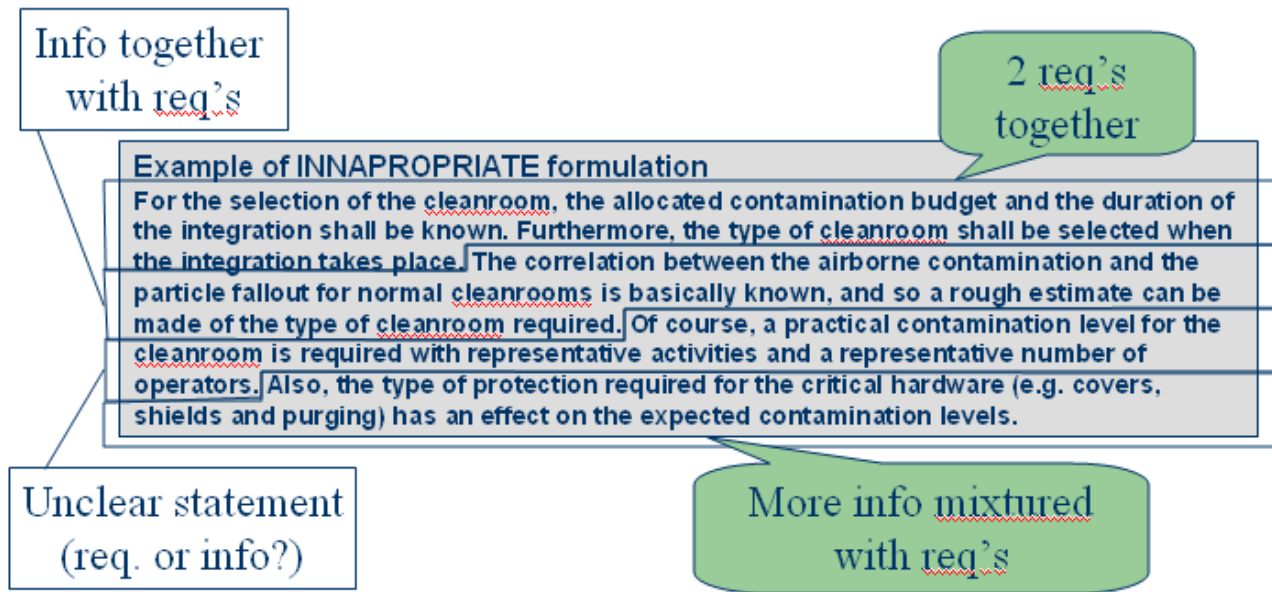 Info together
with req's
2 req's
together
Example of INNAPROPRIATE formulation
For the selection of the cleanroom, the allocated contamination budget and the duration of
the integration shall be known. Furthermore, the type of cleanroom shall be selected when
the integration takes place. The correlation between the airborne contamination and the
particle fallout for normal cleanrooms is basically known, and so a rough estimate can be
made of the type of cleanroom required. Of course, a practical contamination level for the
cleanroom is required with representative activities and a representative number of
operators. Also, the type of protection required for the critical hardware (e.g. covers,
shields and purging) has an effect on the expected contamination levels.
Unclear statement
(req. or info?)
More info mixtured
with req's